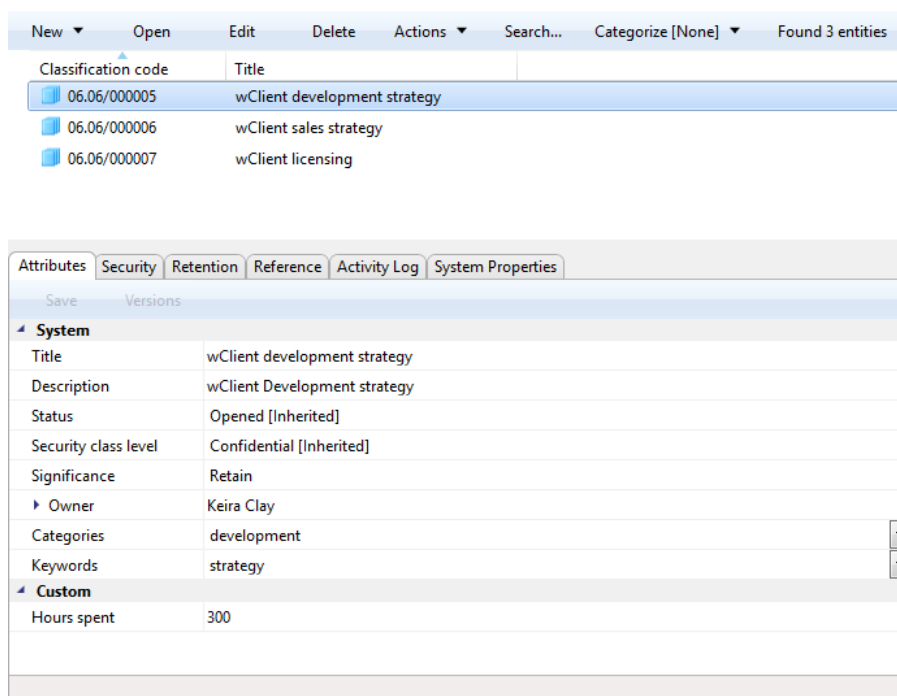 New Open Edit Delete Actions Search... Categorize [None] Found 3 entities
Classification code Title
06.06/000005 wClient development strategy
06.06/000006 wClient sales strategy
06.06/000007 wClient licensing
Attributes Security Retention Reference Activity Log System Properties
Save Versions
System
Title wClient development strategy
Description wClient Development strategy
Status Opened [Inherited]
Security class level Confidential [Inherited]
Significance Retain
Owner Keira Clay
Categories development
Keywords strategy
Custom
Hours spent 300